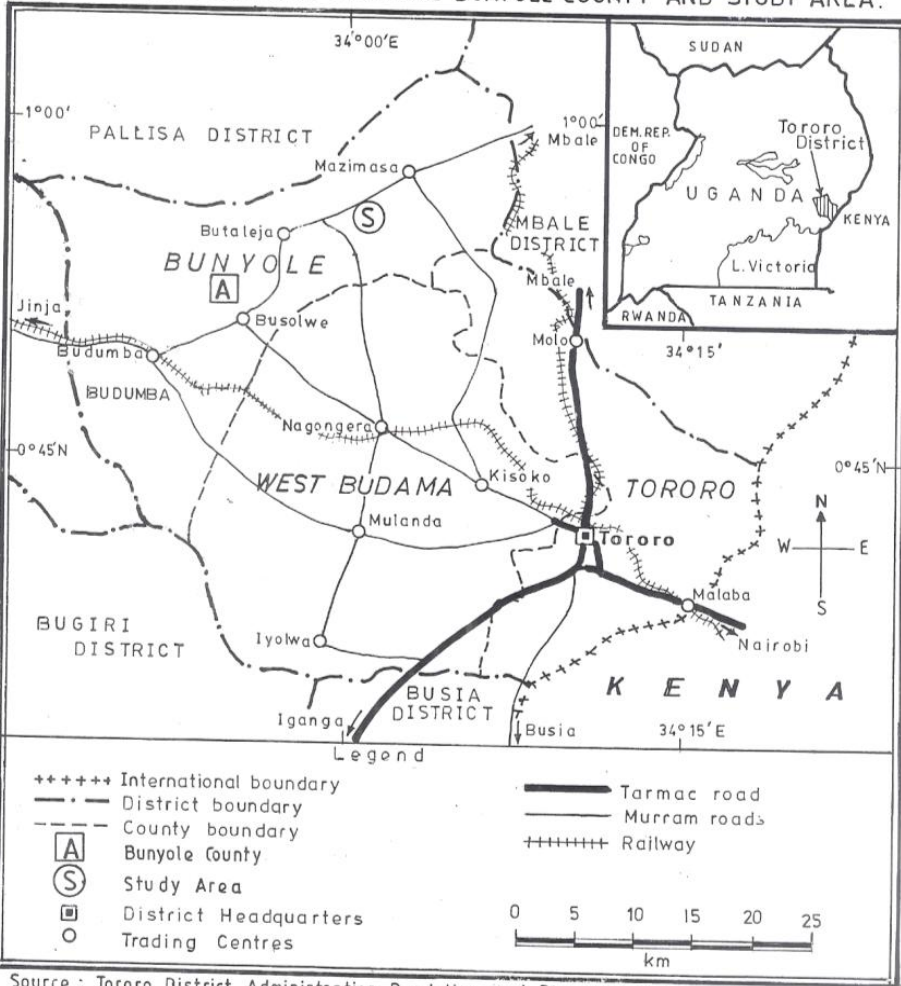 BUNYOLE COUNTY AND STUDY AREA.
34°00'E
SUDAN
1°00'
1°00'
PALLISA DISTRICT
Mbale
DEM. REP.
OF
CONGO
Tororo
District
Mazimasa
UGANDA
KENYA
S
Butaleja
MBALE
DISTRICT
BUNYOLE
L. Victoria
A
Mbale
TANZANIA
Jinja
Busolwe
RWANDA
Molo
34°15'
Budumba
BUDUMBA
Nagongera
0°45'N
0°45'N
Kisoko
WEST BUDAMA
TORORO
N
Mulanda
Tororo
W
E
S
Malaba
BUGIRI
DISTRICT
Iyolwa
Nairobi
KENYA
BUSIA
DISTRICT
Iganga
Busia
34°15'E
Legend
International boundary
Tarmac road
District boundary
Murram roads
County boundary
Railway
A Bunyole County
S Study Area
District Headquarters
Trading Centres
0 5 10 15 20 25
km
Source: Tororo District Administration